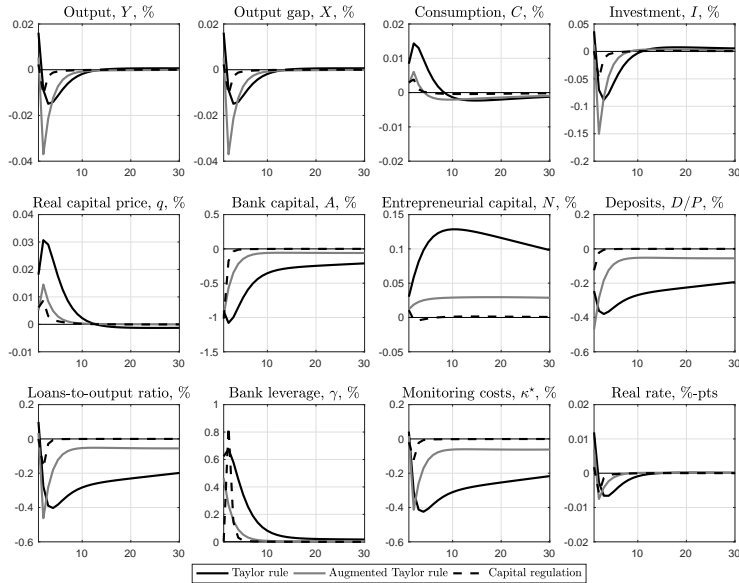 Output, Y, %
Output gap, X, %
Consumption, C, %
Investment, I, %
0.02
0
-0.02
-0.04
10 20 30
0.02
0
-0.02
-0.04
10 20 30
0.02
0.01
0
-0.01
-0.02
10 20 30
0.05
0
-0.05
-0.1
-0.15
-0.2
10 20 30
Real capital price, q, %
Bank capital, A, %
Entrepreneurial capital, N, %
Deposits, D/P, %
0.04
0.03
0.02
0.01
0
-0.01
10 20 30
0.5
0
-0.5
-1
-1.5
10 20 30
0.15
0.1
0.05
0
-0.05
10 20 30
0.2
0
-0.2
-0.4
-0.6
10 20 30
Loans-to-output ratio, %
Bank leverage, γ, %
Monitoring costs, κ*, %
Real rate, %-pts
0.2
0
-0.2
-0.4
-0.6
10 20 30
1
0.8
0.6
0.4
0.2
0
10 20 30
0.2
0
-0.2
-0.4
-0.6
10 20 30
0.02
0.01
0
-0.01
-0.02
10 20 30
Taylor rule Augmented Taylor rule Capital regulation